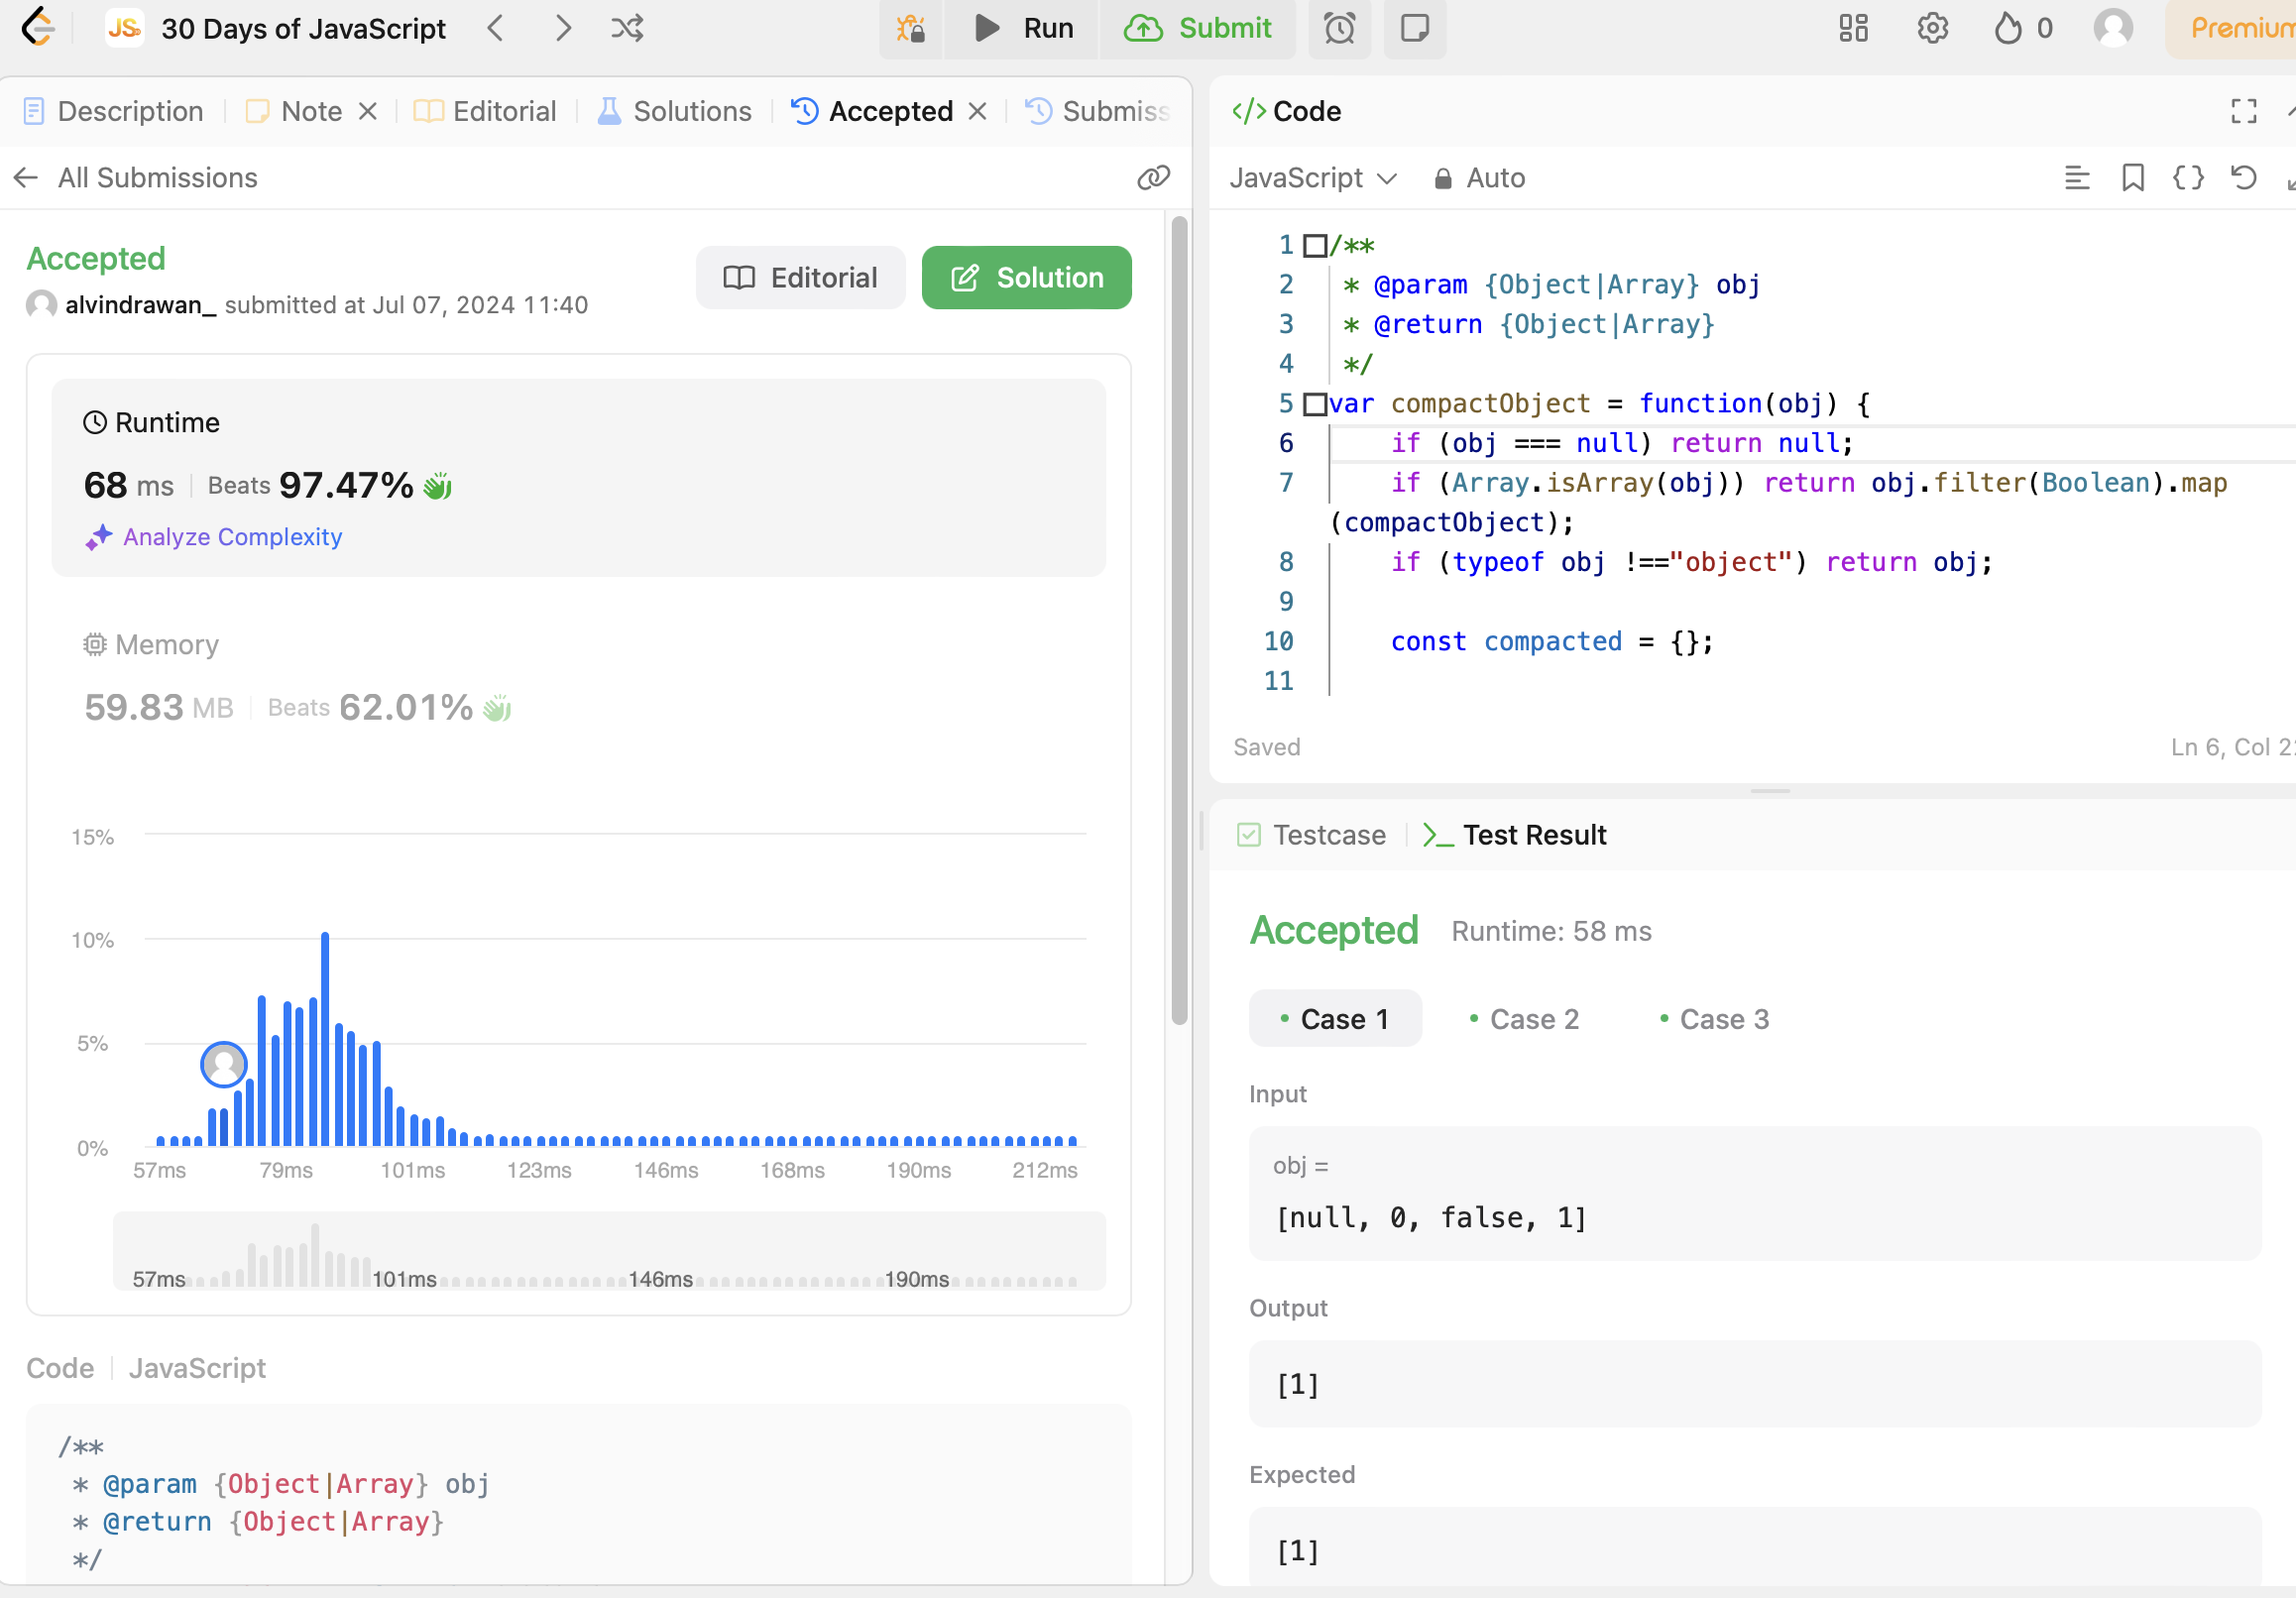 JS 30 Days of JavaScript
Run
Submit
0
Description
Note
Editorial
Solutions
Accepted
All Submissions
Accepted
alvindrawan_ submitted at Jul 07, 2024 11:40
Editorial
Solution
Runtime
68 ms Beats 97.47%
Analyze Complexity
Memory
59.83 MB Beats 62.01%
15%
10%
5%
0%
57ms 79ms 101ms 123ms 146ms 168ms 190ms 212ms
57ms 101ms 146ms 190ms
Code JavaScript
/**
* @param {Object|Array} obj
* @return {Object|Array}
*/
</> Code
JavaScript Auto
1 /**
2 * @param {Object|Array} obj
3 * @return {Object|Array}
4 */
5 var compactObject = function(obj) {
6 if (obj === null) return null;
7 if (Array.isArray(obj)) return obj.filter(Boolean).map
(compactObject);
8 if (typeof obj !=="object") return obj;
9
10 const compacted = {};
11
Saved
Ln 6, Col
Testcase
Test Result
Accepted Runtime: 58 ms
Case 1 Case 2 Case 3
Input
obj =
[null, 0, false, 1]
Output
[1]
Expected
[1]